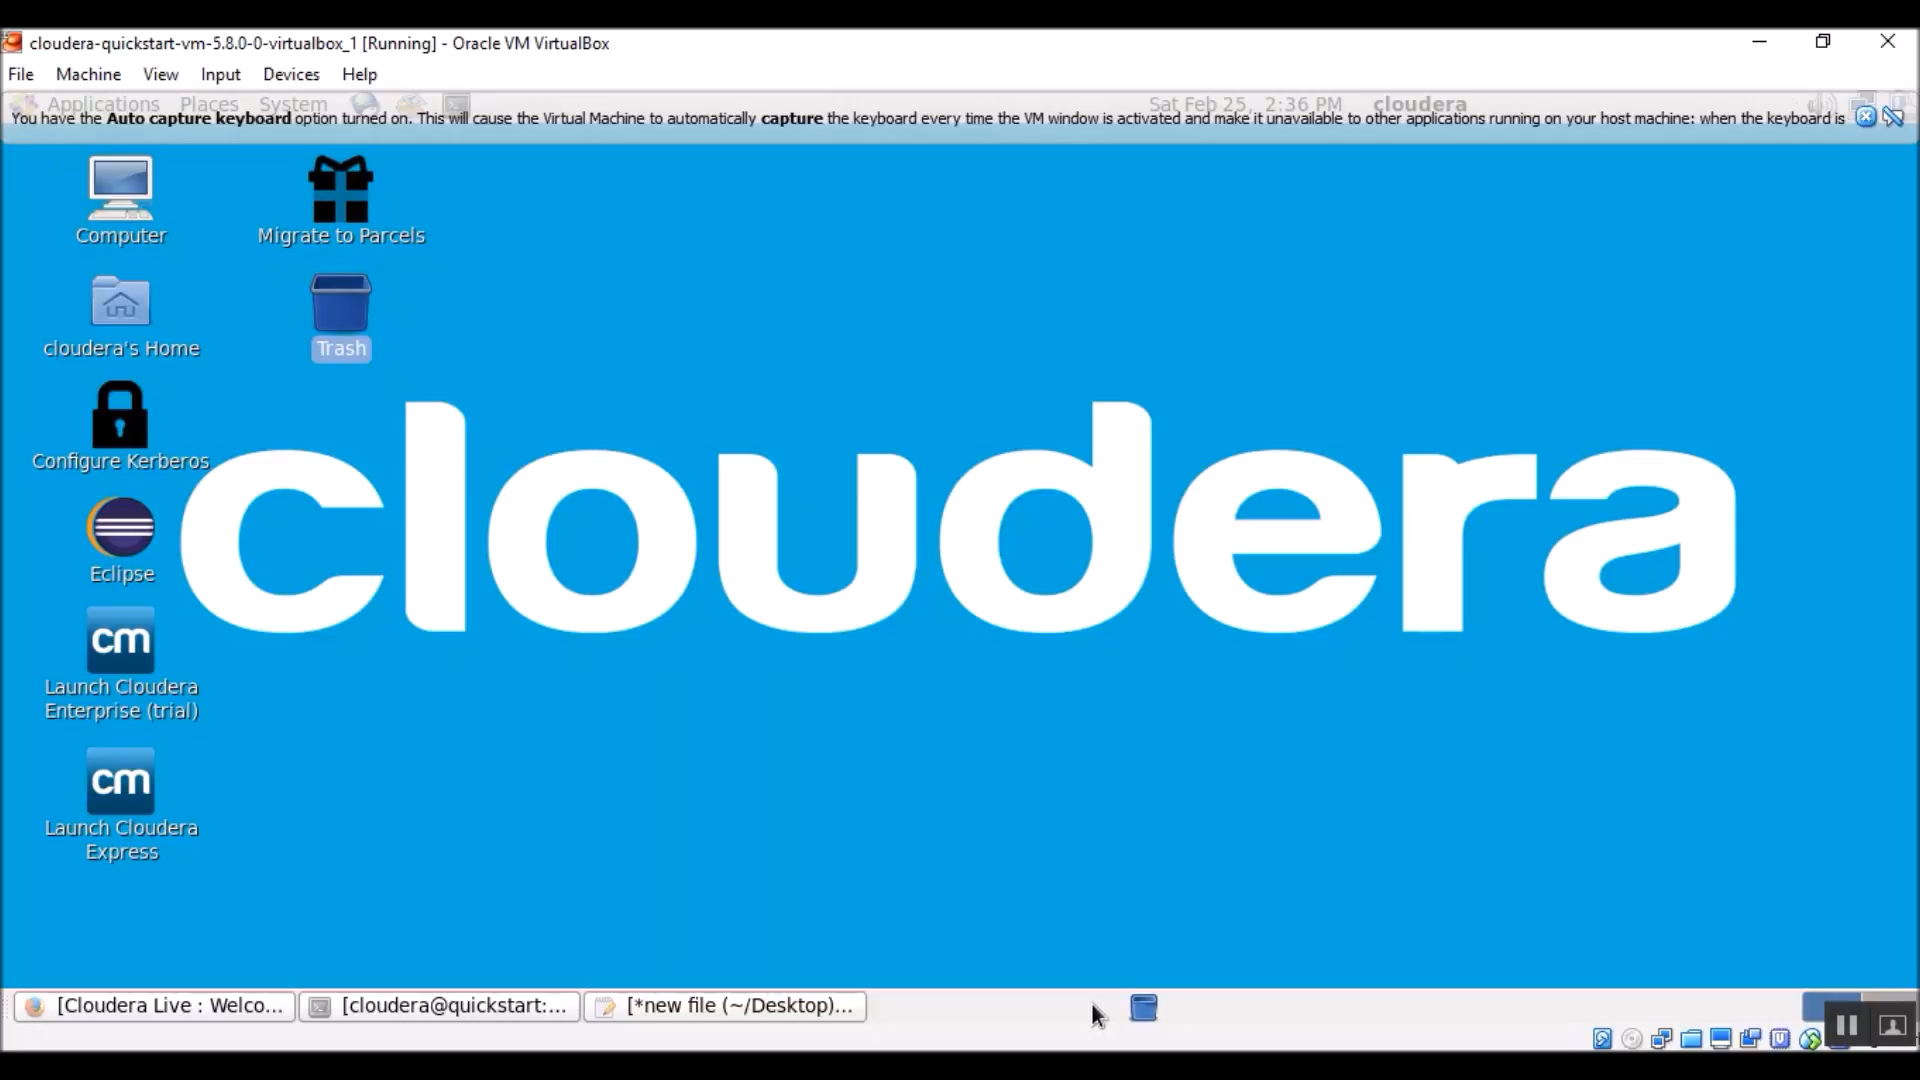 cloudera-quickstart-vm-5.8.0-0-virtualbox_1 [Running] - Oracle VM VirtualBox
File Machine View Input Devices Help
Applications Places System Sat Feb 25, 2:36 PM cloudera
You have the Auto capture keyboard option turned on. This will cause the Virtual Machine to automatically capture the keyboard every time the VM window is activated and make it unavailable to other applications running on your host machine: when the keyboard is
Computer
Migrate to Parcels
cloudera's Home
Trash
Configure Kerberos
cloudera
Eclipse
cm
Launch Cloudera
Enterprise (trial)
cm
Launch Cloudera
Express
[Cloudera Live : Welco... [cloudera@quickstart:... [*new file (~/Desktop)...